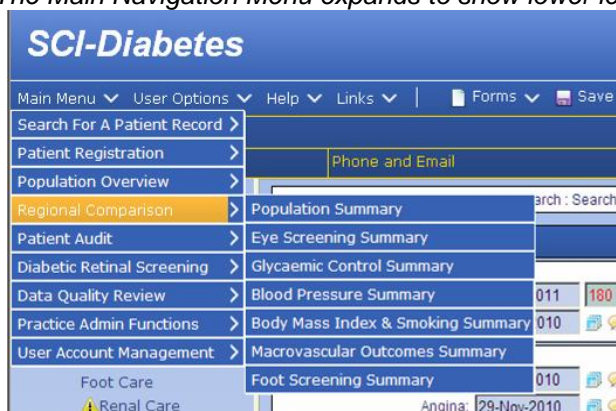 The Main Navigation Menu expands to show lower le
SCI-Diabetes
Main Menu User Options Help Links | Forms Save
Search For A Patient Record
Patient Registration
Phone and Email
Population Overview
arch : Search
Regional Comparison
Population Summary
Patient Audit
Eye Screening Summary
Diabetic Retinal Screening
Glycaemic Control Summary
Data Quality Review
Blood Pressure Summary
011 180
Practice Admin Functions
Body Mass Index & Smoking Summary
010
User Account Management
Macrovascular Outcomes Summary
Foot Care
Foot Screening Summary
010
Renal Care
Angina: 29-Nov-2010